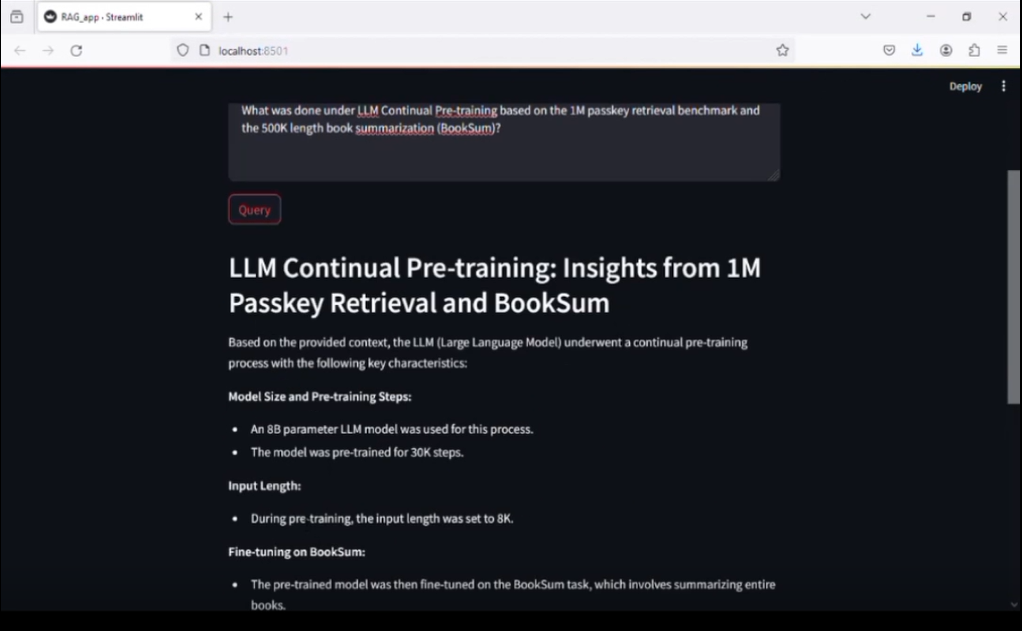 RAG_app · Streamlit
localhost:8501
Deploy
What was done under LLM Continual Pre-training based on the 1M passkey retrieval benchmark and
the 500K length book summarization (BookSum)?
Query
LLM Continual Pre-training: Insights from 1M
Passkey Retrieval and BookSum
Based on the provided context, the LLM (Large Language Model) underwent a continual pre-training
process with the following key characteristics:
Model Size and Pre-training Steps:
• An 8B parameter LLM model was used for this process.
• The model was pre-trained for 30K steps.
Input Length:
• During pre-training, the input length was set to 8K.
Fine-tuning on BookSum:
• The pre-trained model was then fine-tuned on the BookSum task, which involves summarizing entire
books.